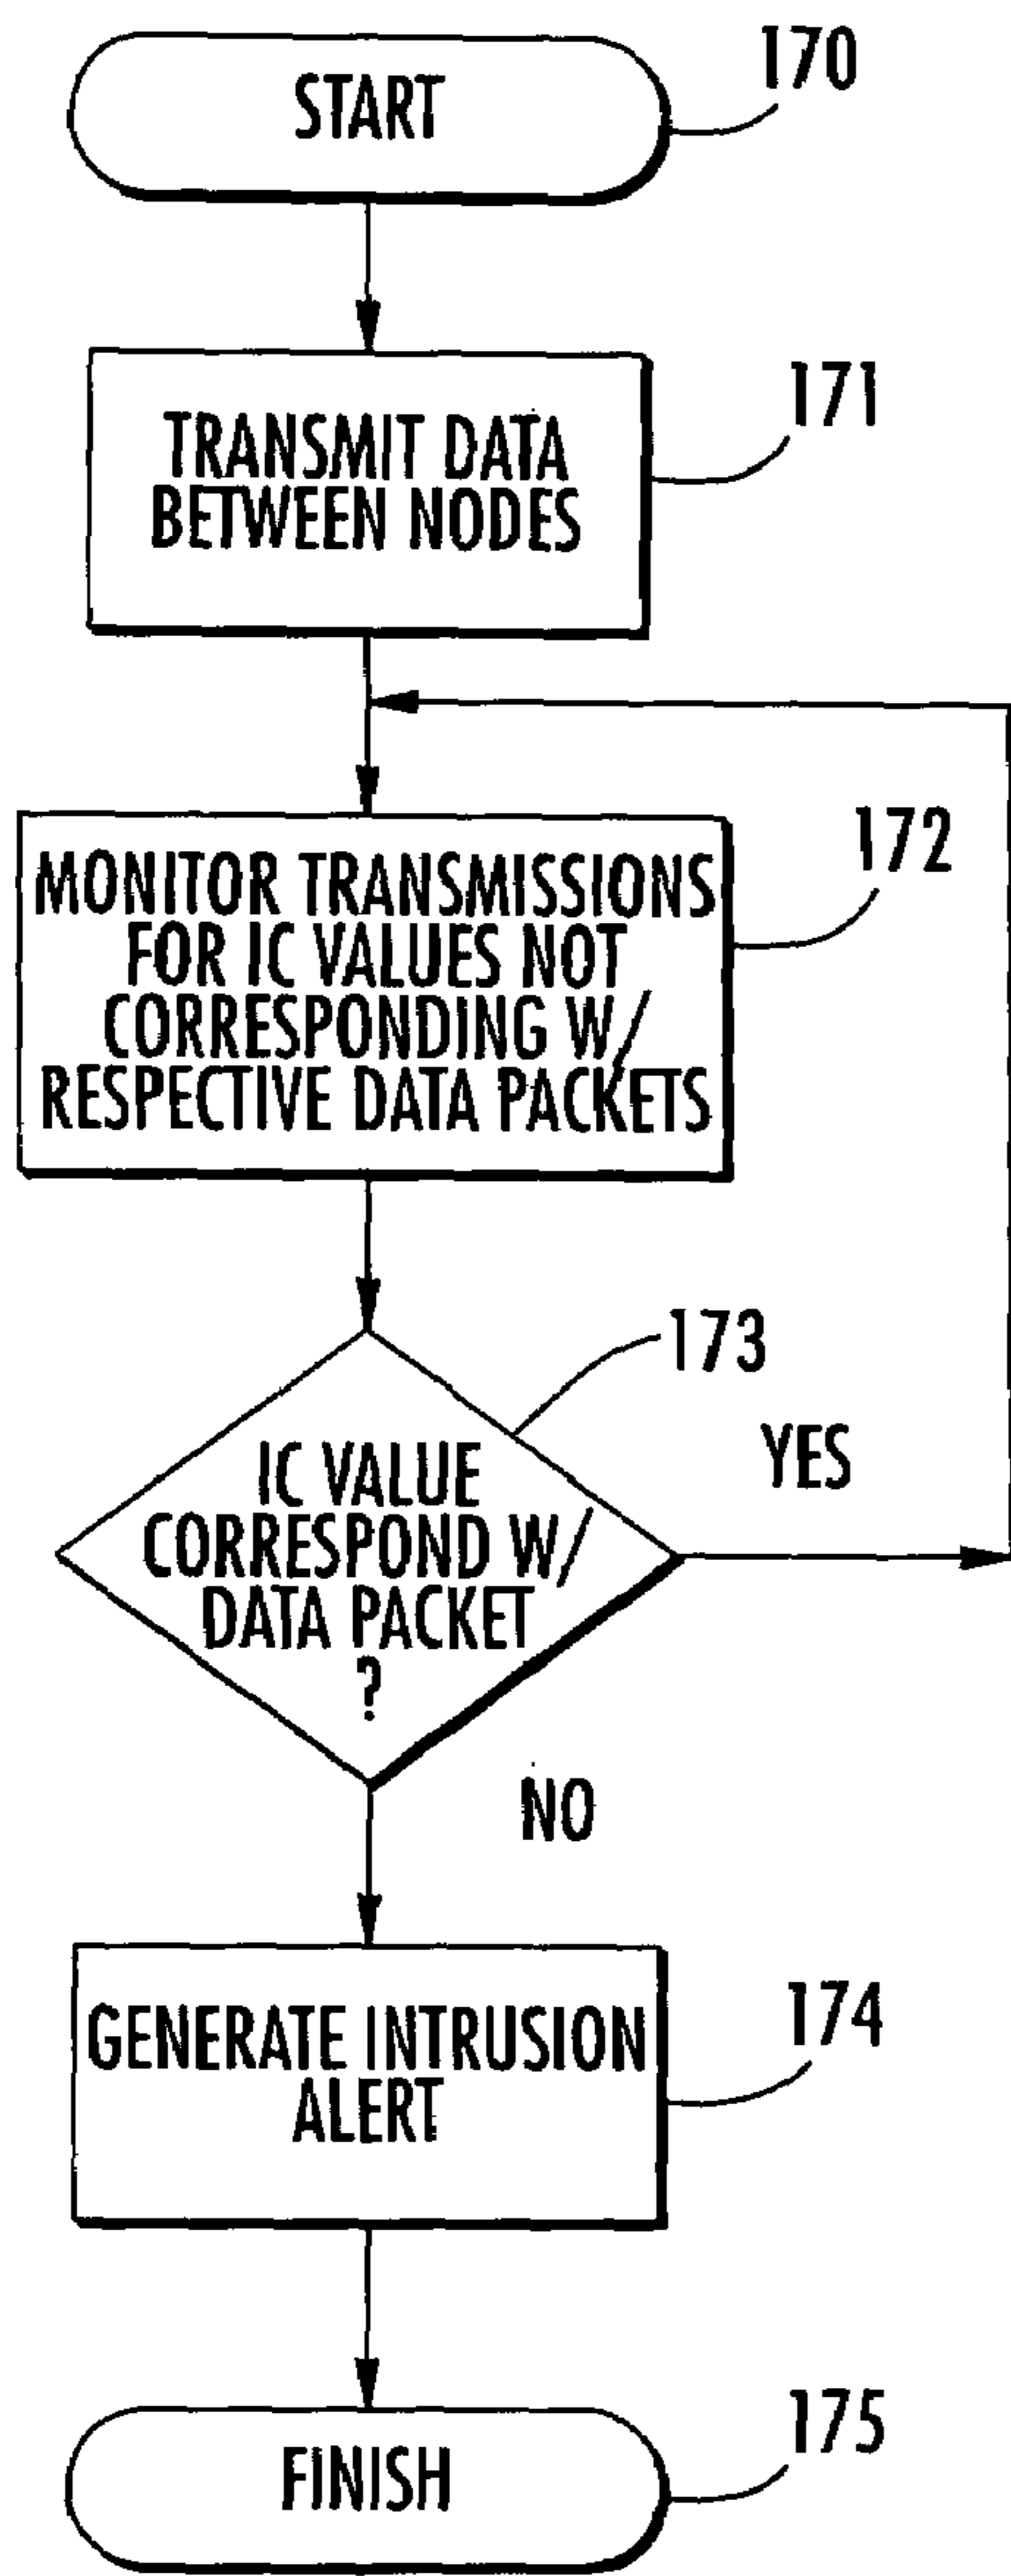 START
170
TRANSMIT DATA
BETWEEN NODES
171
MONITOR TRANSMISSIONS
FOR IC VALUES NOT
CORRESPONDING W/
RESPECTIVE DATA PACKETS
172
173
IC VALUE
CORRESPOND W/
DATA PACKET
?
YES
NO
GENERATE INTRUSION
ALERT
174
FINISH
175